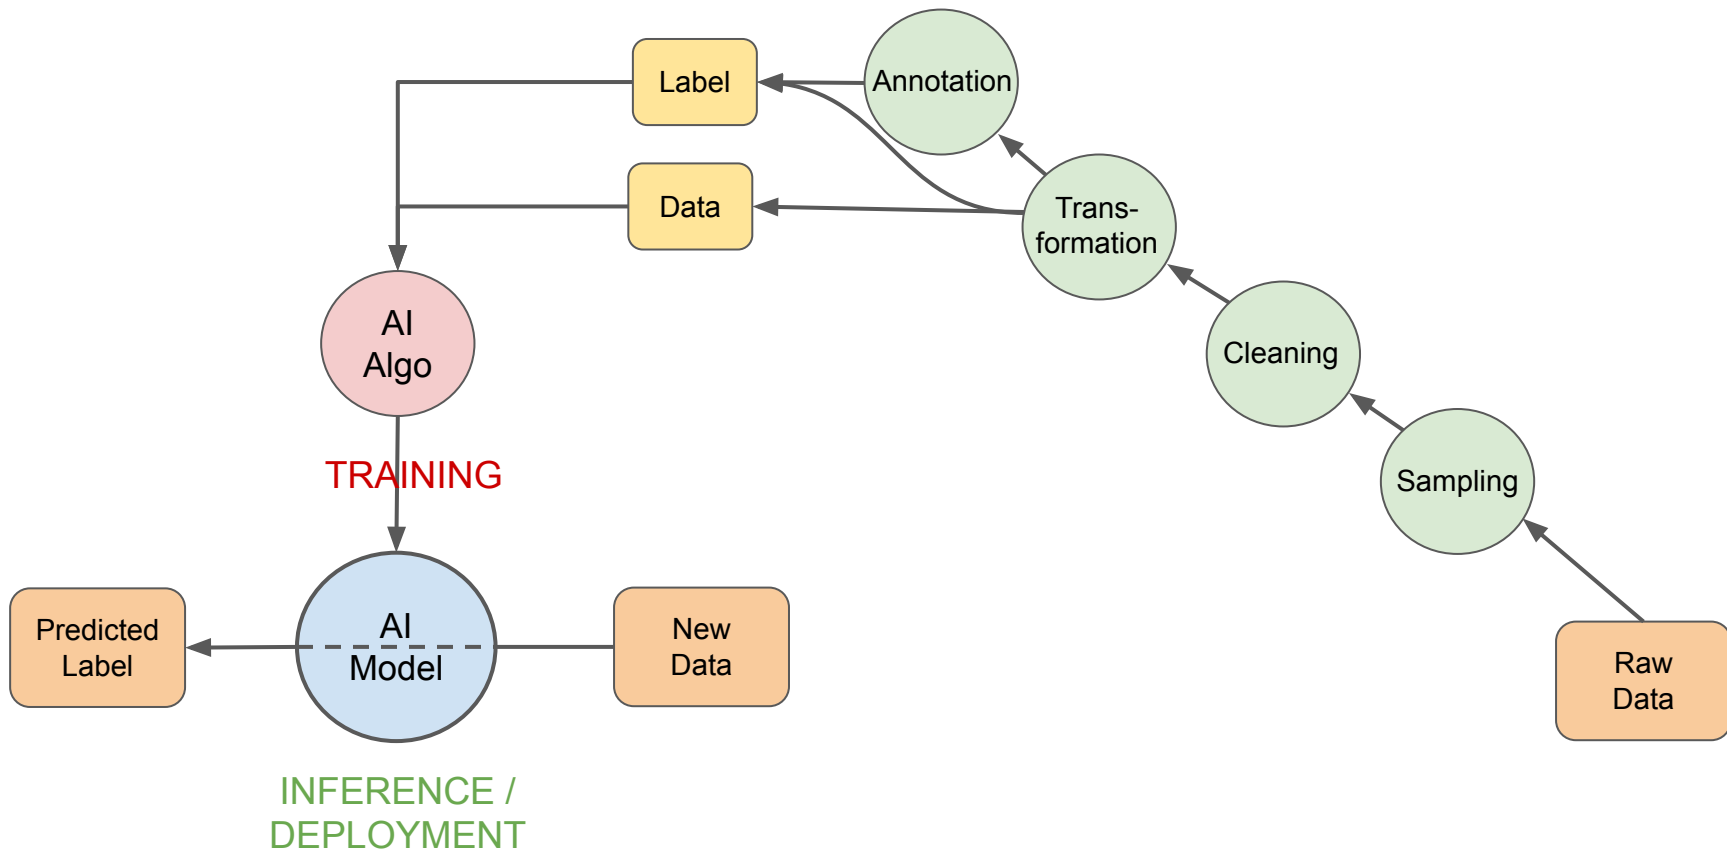 Annotation
Label
Trans-
formation
Data
AI
Algo
Cleaning
TRAINING
Sampling
Predicted
Label
AI
Model
New
Data
Raw
Data
INFERENCE /
DEPLOYMENT